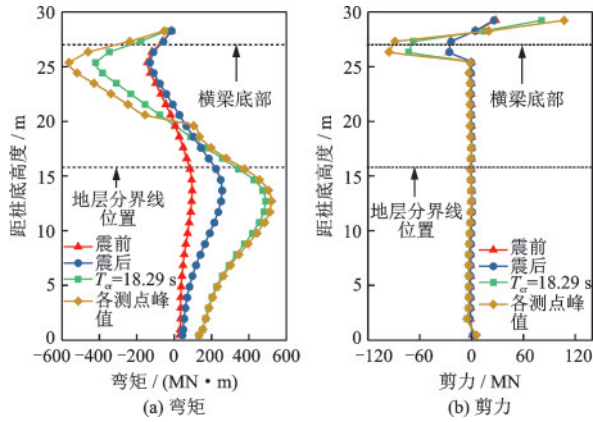 30
25
20
15
10
5
0
距桩底高度 / m
横梁底部
地层分界线
位置
震前
震后
Tcr=18.29 s
各测点峰
值
−600 −400 −200 0 200 400 600
弯矩 / (MN • m)
(a) 弯矩
30
25
20
15
10
5
0
距桩底高度 / m
横梁底部
地层分界线
位置
震前
震后
Tcr=18.29 s
各测点峰
值
−120 −60 0 60 120
剪力 / MN
(b) 剪力